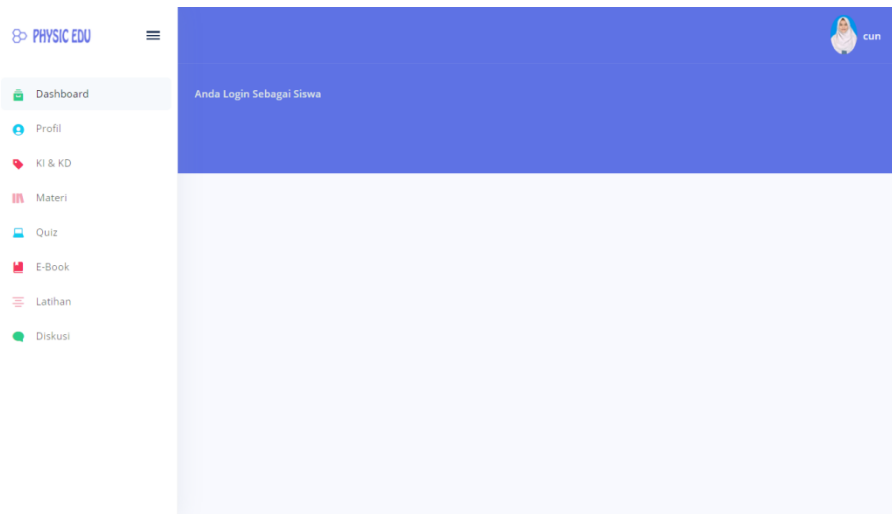 PHYSIC EDU
cun
Dashboard
Anda Login Sebagai Siswa
Profil
KI & KD
Materi
Quiz
E-Book
Latihan
Diskusi